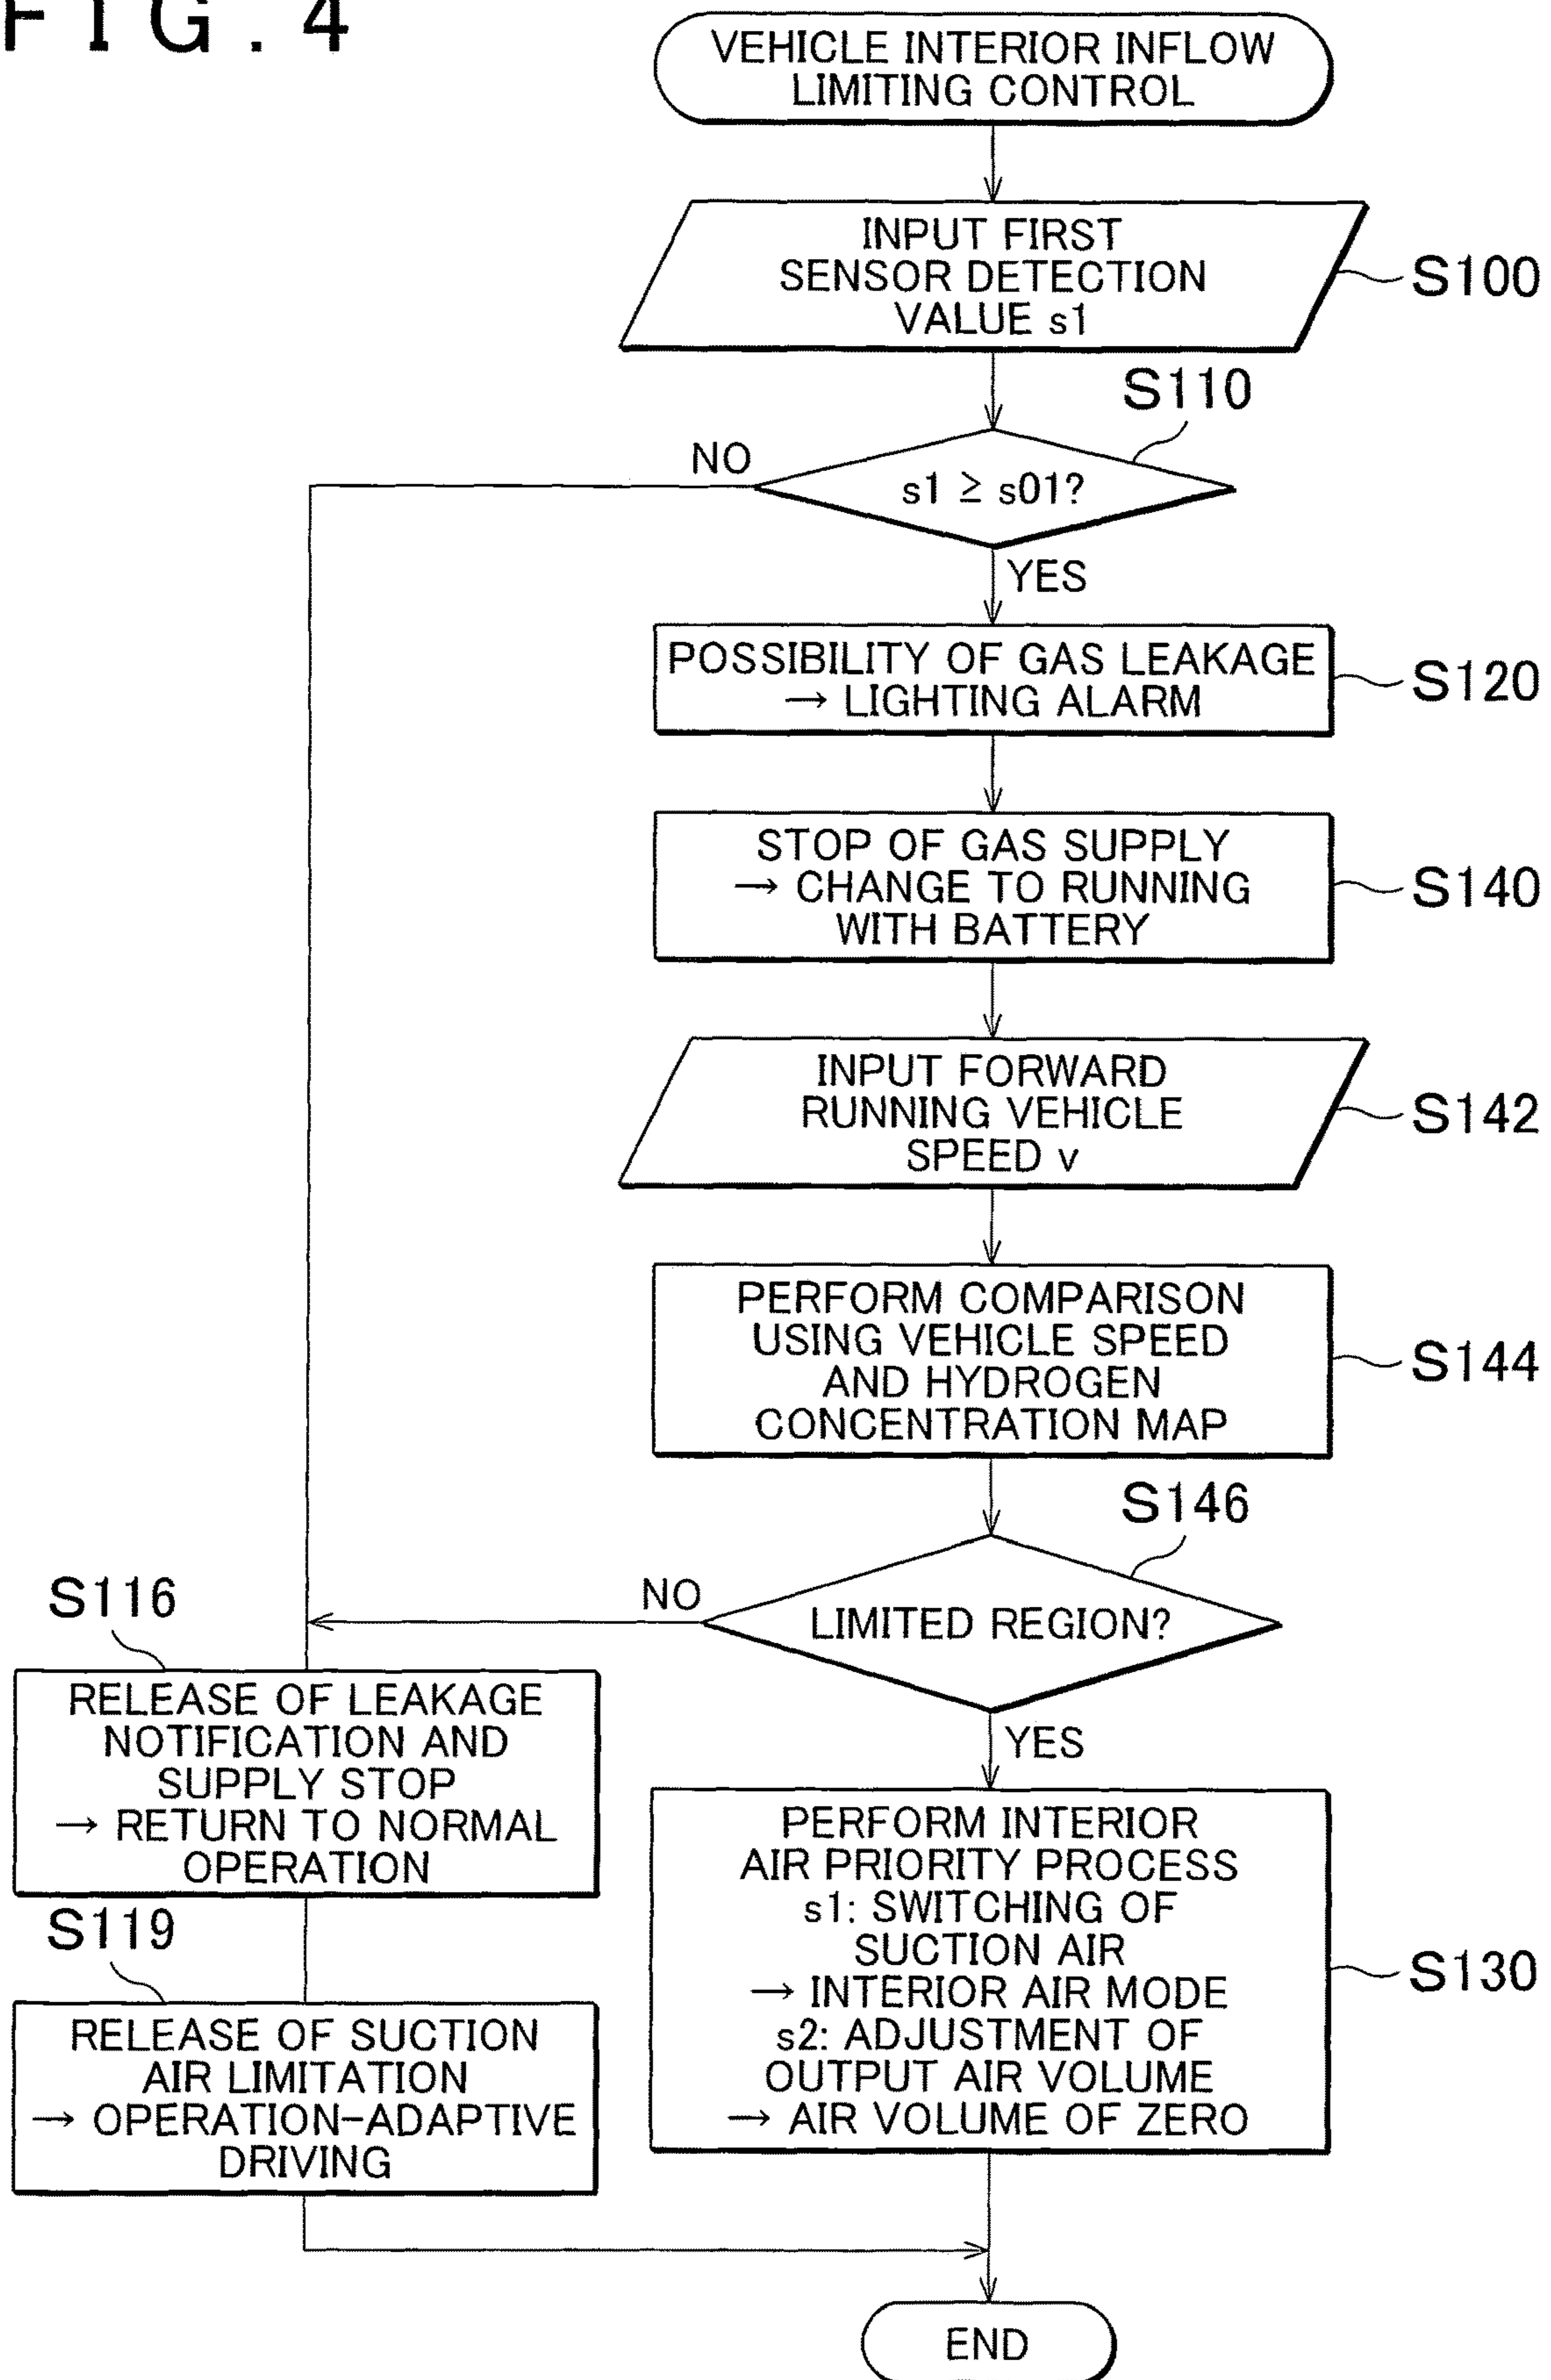 FIG. 4
VEHICLE INTERIOR INFLOW
LIMITING CONTROL
INPUT FIRST
SENSOR DETECTION
VALUE s1
S100
S110
s1 ≥ s01?
NO
YES
POSSIBILITY OF GAS LEAKAGE
→ LIGHTING ALARM
S120
STOP OF GAS SUPPLY
→ CHANGE TO RUNNING
WITH BATTERY
S140
INPUT FORWARD
RUNNING VEHICLE
SPEED v
S142
PERFORM COMPARISON
USING VEHICLE SPEED
AND HYDROGEN
CONCENTRATION MAP
S144
S146
LIMITED REGION?
NO
YES
S116
RELEASE OF LEAKAGE
NOTIFICATION AND
SUPPLY STOP
→ RETURN TO NORMAL
OPERATION
S119
RELEASE OF SUCTION
AIR LIMITATION
→ OPERATION-ADAPTIVE
DRIVING
PERFORM INTERIOR
AIR PRIORITY PROCESS
s1: SWITCHING OF
SUCTION AIR
→ INTERIOR AIR MODE
s2: ADJUSTMENT OF
OUTPUT AIR VOLUME
→ AIR VOLUME OF ZERO
S130
END